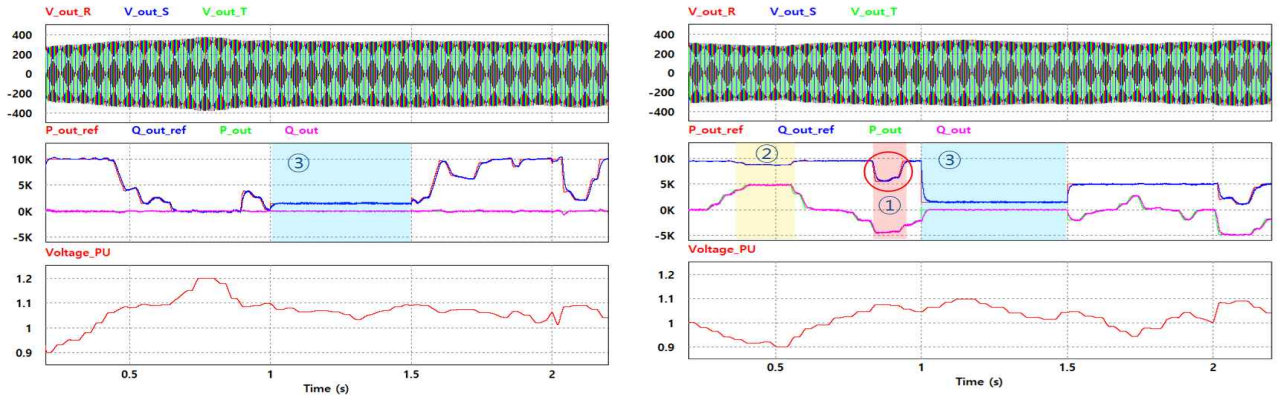 V_out_R V_out_S V_out_T
400
200
0
-200
-400
P_out_ref Q_out_ref P_out Q_out
10K
5K
0K
-5K
③
Voltage_PU
1.2
1.1
1
0.9
0.5 1 1.5 2
Time (s)
V_out_R V_out_S V_out_T
400
200
0
-200
-400
P_out_ref Q_out_ref P_out Q_out
10K
5K
0K
-5K
② ③
①
Voltage_PU
1.2
1.1
1
0.9
0.5 1 1.5 2
Time (s)